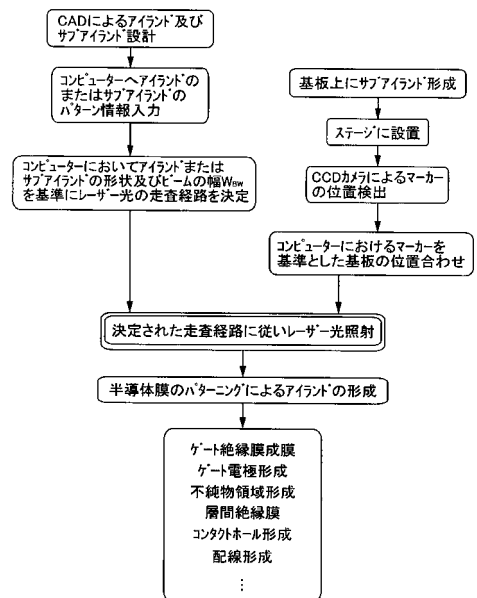 CADによるアイランド及び
サブアイランド設計
コンピューターへアイランドの
またはサブアイランドの
パターン情報入力
コンピューターにおいてアイランドまたは
サブアイランドの形状及びビームの幅WBW
を基準にレーザー光の走査経路を決定
基板上にサブアイランド形成
ステージに設置
CCDカメラによるマーカー
の位置検出
コンピューターにおけるマーカーを
基準とした基板の位置合わせ
決定された走査経路に従いレーザー光照射
半導体膜のパターニングによるアイランドの形成
ゲート絶縁膜成膜
ゲート電極形成
不純物領域形成
層間絶縁膜
コンタクトホール形成
配線形成
⋮